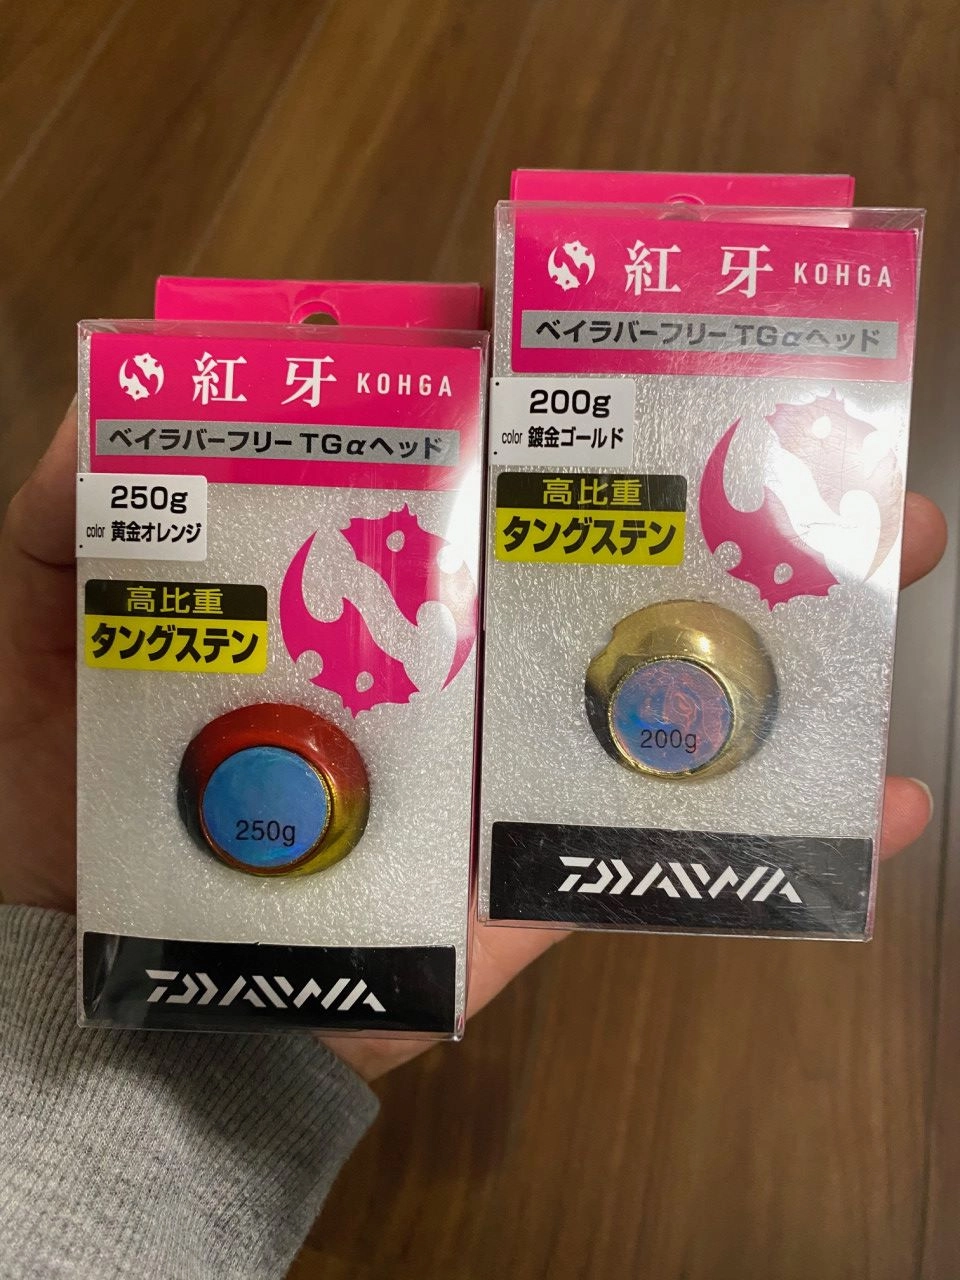 紅牙 KOHGA
ベイラバーフリーTGαヘッド
250g
color 黄金オレンジ
高比重
タングステン
250g
DAIWA
紅牙 KOHGA
ベイラバーフリーTGαヘッド
200g
color 鍍金ゴールド
高比重
タングステン
200g
DAIWA